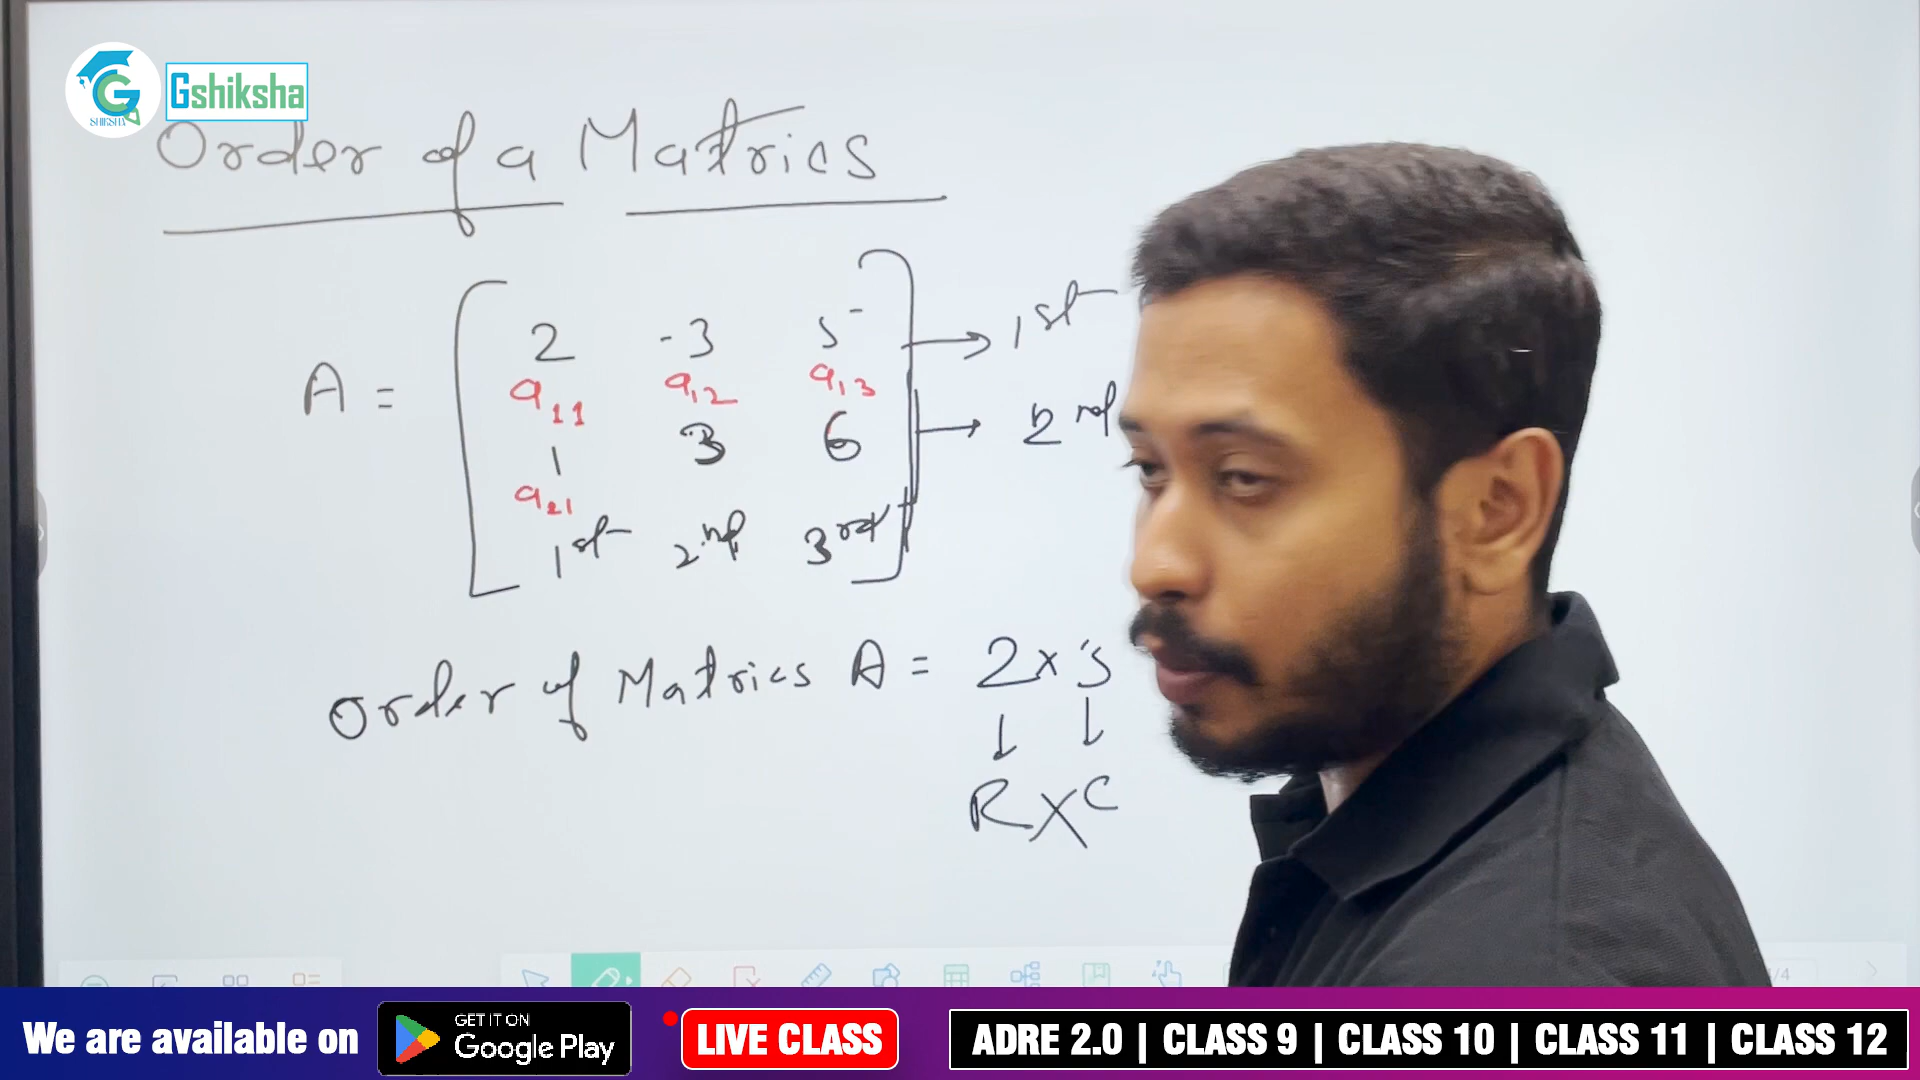 Gshiksha
SHIKSHA
Order of a Matrics
2 -3 5 → 1st
A =
a11 a12 a13
1 3 6 → 2nd
a21
1st 2nd 3rd
Order of Matrics A = 2x3
R X C
/4
We are available on
GET IT ON
Google Play
LIVE CLASS
ADRE 2.0 | CLASS 9 | CLASS 10 | CLASS 11 | CLASS 12